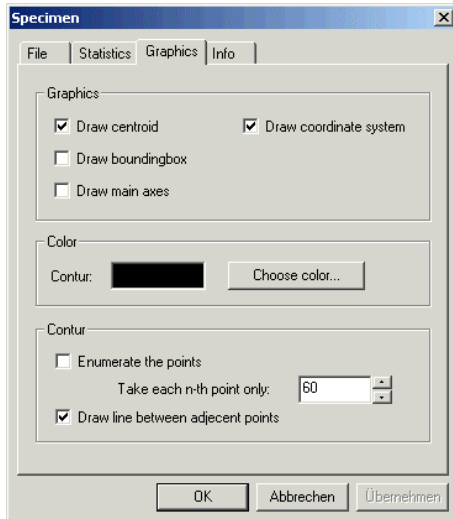 Specimen
File Statistics Graphics Info
Graphics
Draw centroid Draw coordinate system
Draw boundingbox
Draw main axes
Color
Contur: Choose color...
Contur
Enumerate the points
Take each n-th point only: 60
Draw line between adjecent points
OK Abbrechen Übernehmen